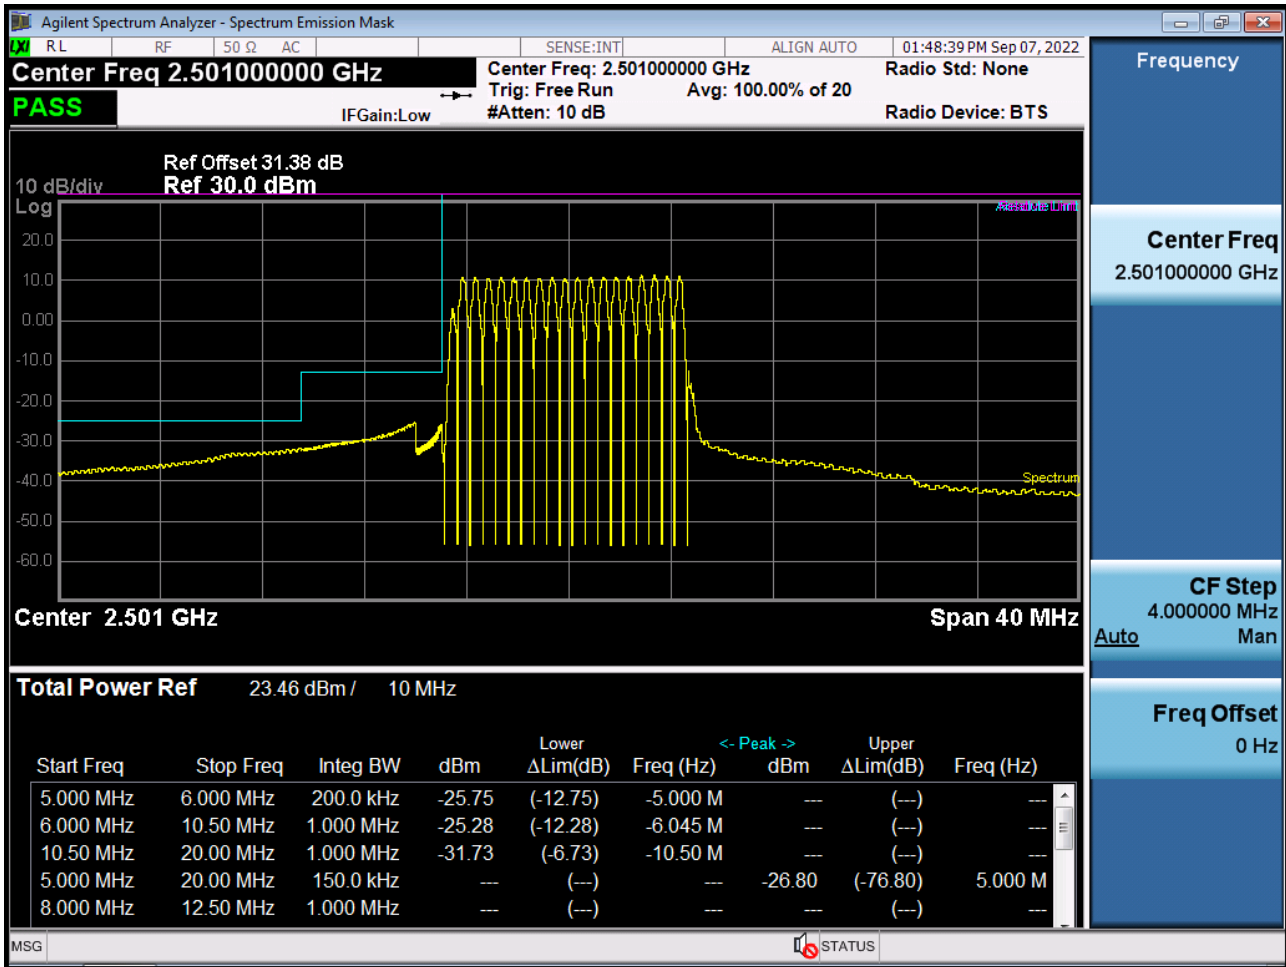 Agilent Spectrum Analyzer - Spectrum Emission Mask
LXI RL RF 50 Ω AC SENSE:INT ALIGN AUTO 01:48:39 PM Sep 07, 2022
Center Freq 2.501000000 GHz
Center Freq: 2.501000000 GHz
Radio Std: None
Trig: Free Run Avg: 100.00% of 20
PASS
IFGain:Low
#Atten: 10 dB
Radio Device: BTS
Ref Offset 31.38 dB
10 dB/div Ref 30.0 dBm
Log
Absolute Limit
20.0
10.0
0.00
-10.0
-20.0
-30.0
-40.0
Spectrum
-50.0
-60.0
Center 2.501 GHz Span 40 MHz
Total Power Ref 23.46 dBm / 10 MHz
Lower <- Peak -> Upper
Start Freq Stop Freq Integ BW dBm ΔLim(dB) Freq (Hz) dBm ΔLim(dB) Freq (Hz)
5.000 MHz 6.000 MHz 200.0 kHz -25.75 (-12.75) -5.000 M --- (---) ---
6.000 MHz 10.50 MHz 1.000 MHz -25.28 (-12.28) -6.045 M --- (---) ---
10.50 MHz 20.00 MHz 1.000 MHz -31.73 (-6.73) -10.50 M --- (---) ---
5.000 MHz 20.00 MHz 150.0 kHz --- (---) --- -26.80 (-76.80) 5.000 M
8.000 MHz 12.50 MHz 1.000 MHz --- (---) --- --- (---) ---
MSG STATUS
Frequency
Center Freq
2.501000000 GHz
CF Step
4.000000 MHz
Auto Man
Freq Offset
0 Hz